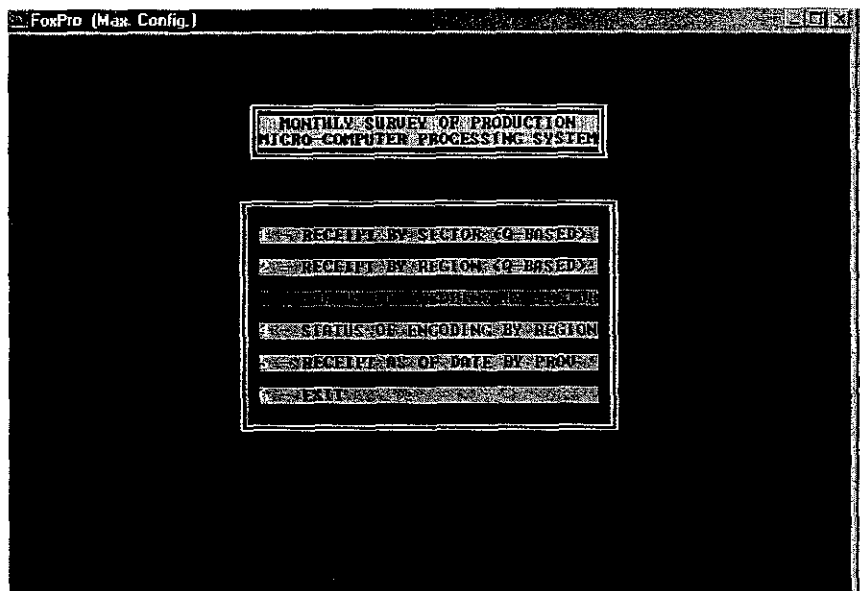 FoxPro (Max. Config.)
MONTHLY SURVEY OF PRODUCTION
MICRO-COMPUTER PROCESSING SYSTEM
RECEIPT BY SECTOR (Q-BASED)
RECEIPT BY REGION (Q-BASED)
STATUS OF ENCODING BY REGION
RECEIPT AS OF DATE BY PROV
EXIT